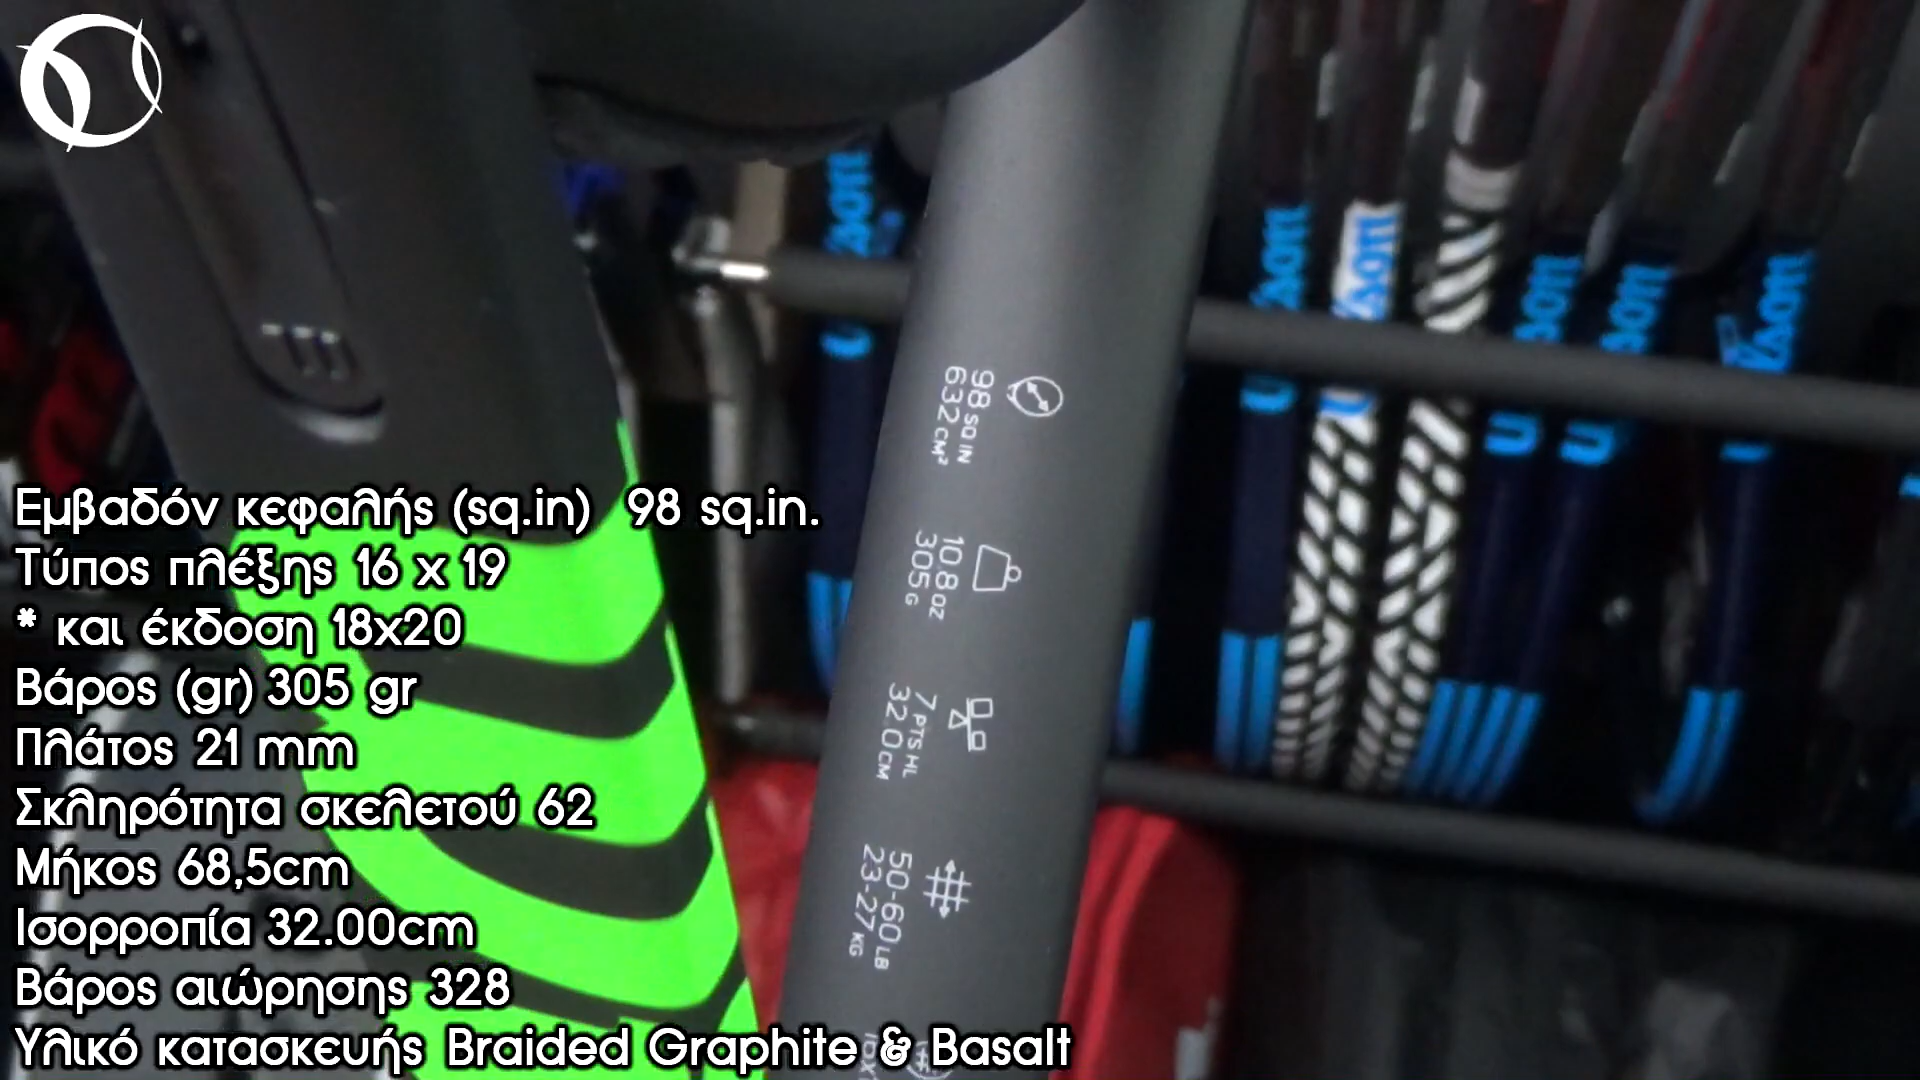 Εμβαδόν κεφαλής (sq.in) 98 sq.in.
Τύπος πλέξης 16 x 19
* και έκδοση 18x20
Βάρος (gr) 305 gr
Πλάτος 21 mm
Σκληρότητα σκελετού 62
Μήκος 68,5cm
Ισορροπία 32.00cm
Βάρος αιώρησης 328
Υλικό κατασκευής Braided Graphite & Basalt
98 SQ IN
632 CM²
10.8 OZ
305 G
7 PTS HL
32.0 CM
50-60 LB
23-27 KG